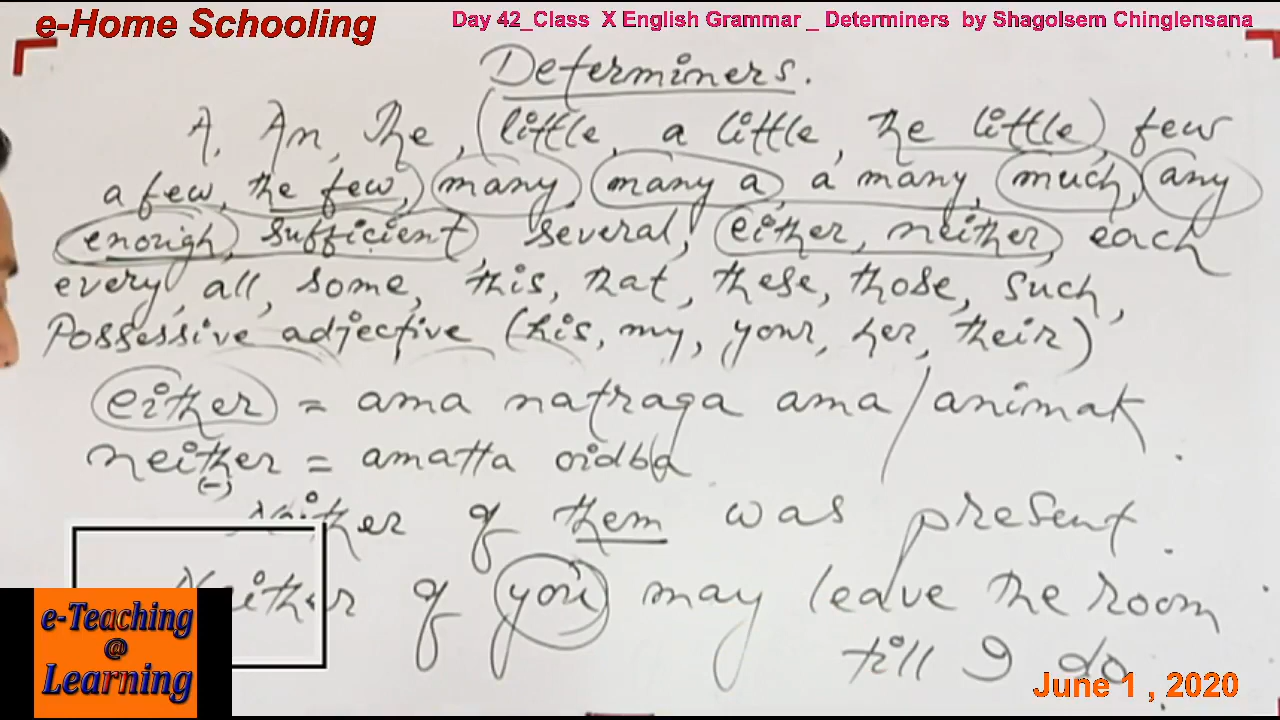 e-Home Schooling
Day 42_Class X English Grammar _ Determiners by Shagolsem Chinglensana
Determiners.
A, An, The, (little, a little, the little) few
a few, the few,) many, many a, a many, much, any
enough, sufficient, several, either, neither, each
every, all, some, this, that, these, those, such,
Possessive adjective (his, my, your, her, their)
either = ama natraga ama / animak
neither = amatta oidba
(-)
Neither of them was present.
Neither of you may leave the room
till I do
e-Teaching
@
Learning
June 1 , 2020